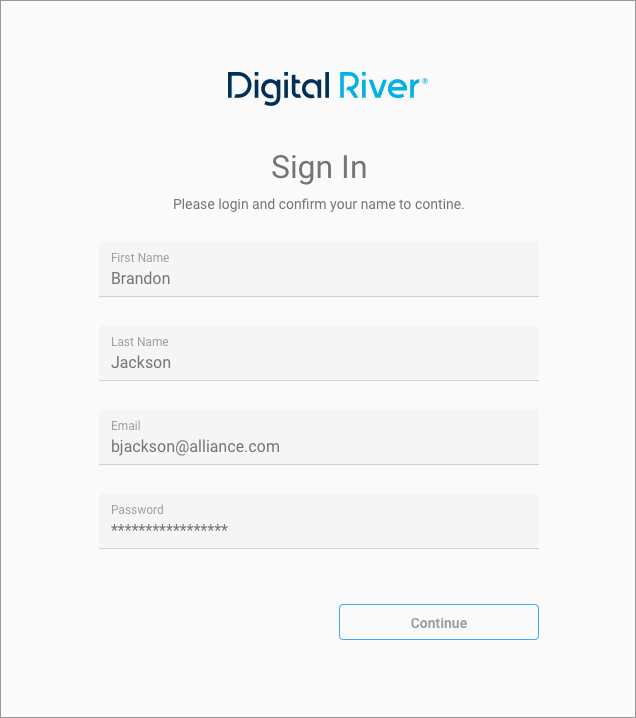 Digital River®
Sign In
Please login and confirm your name to contine.
First Name
Brandon
Last Name
Jackson
Email
bjackson@alliance.com
Password
*****************
Continue